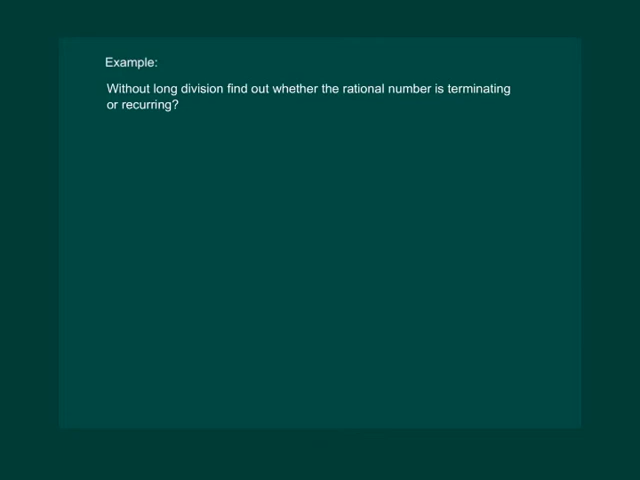 Example:
Without long division find out whether the rational number is terminating
or recurring?